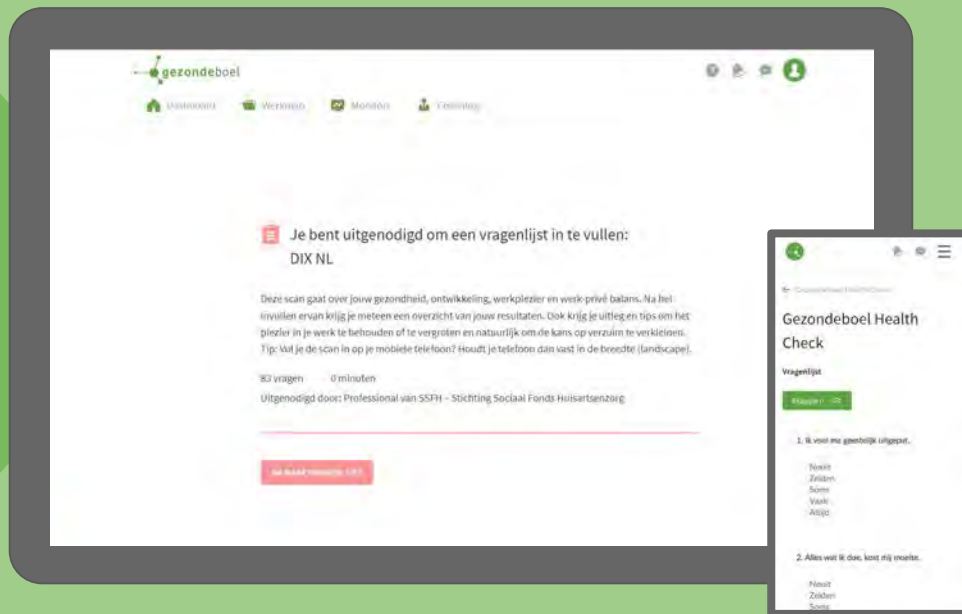 gezondeboel
Dashboard
Monitors
Je bent uitgenodigd om een vragenlijst in te vullen:
DIX NL
Deze scan gaat over jouw gezondheid, ontwikkeling, werkplezier en werk-privé balans. Na het
invullen ervan krijg je meteen een overzicht van jouw resultaten. Ook krijg je uitleg en tips om het
plezier in je werk te behouden of te vergroten en natuurlijk om de kans op verzuim te verkleinen.
Tip: Vul je de scan in op je mobiele telefoon? Houdt je telefoon dan vast in de breedte (landscape).
83 vragen 0 minuten
Uitgenodigd door: Professional van SSFH – Stichting Sociaal Fonds Huisartsenzorg
Gezondeboel Health
Check
Vragenlijst
1. Ik voel me geestelijk uitgeput.
Nooit
Zelden
Soms
Vaak
Altijd
2. Alles wat ik doe, kost mij moeite.
Nooit
Zelden
Soms